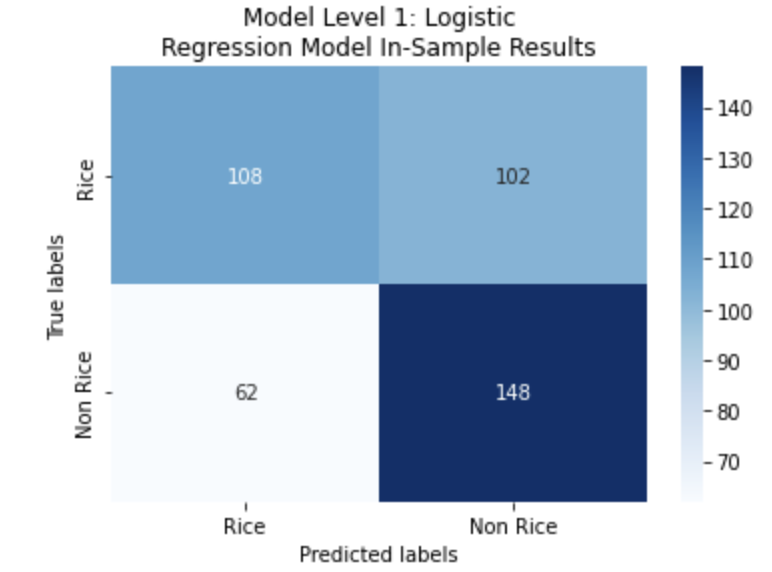 Model Level 1: Logistic
Regression Model In-Sample Results
True labels
Rice
108
102
Non Rice
62
148
Rice
Non Rice
Predicted labels
140
130
120
110
100
90
80
70